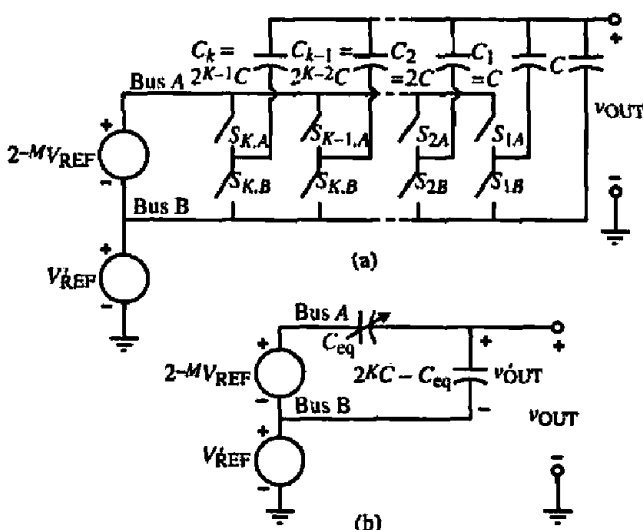 C_k = C_{k-1} = C_2 C_1 C
2^{K-1}C 2^{K-2}C =2C =C
Bus A
+ v_OUT
S_{K,A} S_{K-1,A} S_{2A} S_{1A}
2^{-M}V_REF
S_{K,B} S_{K,B} S_{2B} S_{1B}
Bus B
V'_REF
(a)
Bus A
C_eq
2^{-M}V_REF 2^KC – C_eq v'_OUT
Bus B
v_OUT
V'_REF
(b)